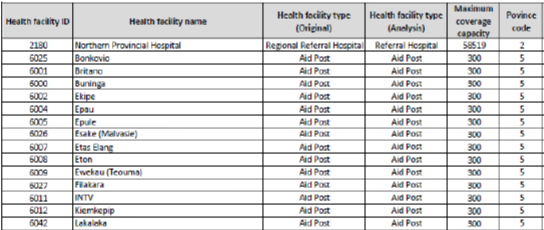 Health facility ID | Health facility name | Health facility type (Original) | Health facility type (Analysis) | Maximum coverage capacity | Povince code
2180 | Northern Provincial Hospital | Regional Referral Hospital | Referral Hospital | 58519 | 2
6025 | Bonkovio | Aid Post | Aid Post | 300 | 5
6001 | Britano | Aid Post | Aid Post | 300 | 5
6000 | Buninga | Aid Post | Aid Post | 300 | 5
6002 | Ekipe | Aid Post | Aid Post | 300 | 5
6004 | Epau | Aid Post | Aid Post | 300 | 5
6005 | Epule | Aid Post | Aid Post | 300 | 5
6026 | Esake (Malvasie) | Aid Post | Aid Post | 300 | 5
6007 | Etas Elang | Aid Post | Aid Post | 300 | 5
6008 | Eton | Aid Post | Aid Post | 300 | 5
6009 | Ewekau (Teouma) | Aid Post | Aid Post | 300 | 5
6027 | Filakara | Aid Post | Aid Post | 300 | 5
6011 | INTV | Aid Post | Aid Post | 300 | 5
6012 | Kiemkepip | Aid Post | Aid Post | 300 | 5
6042 | Lakalaka | Aid Post | Aid Post | 300 | 5